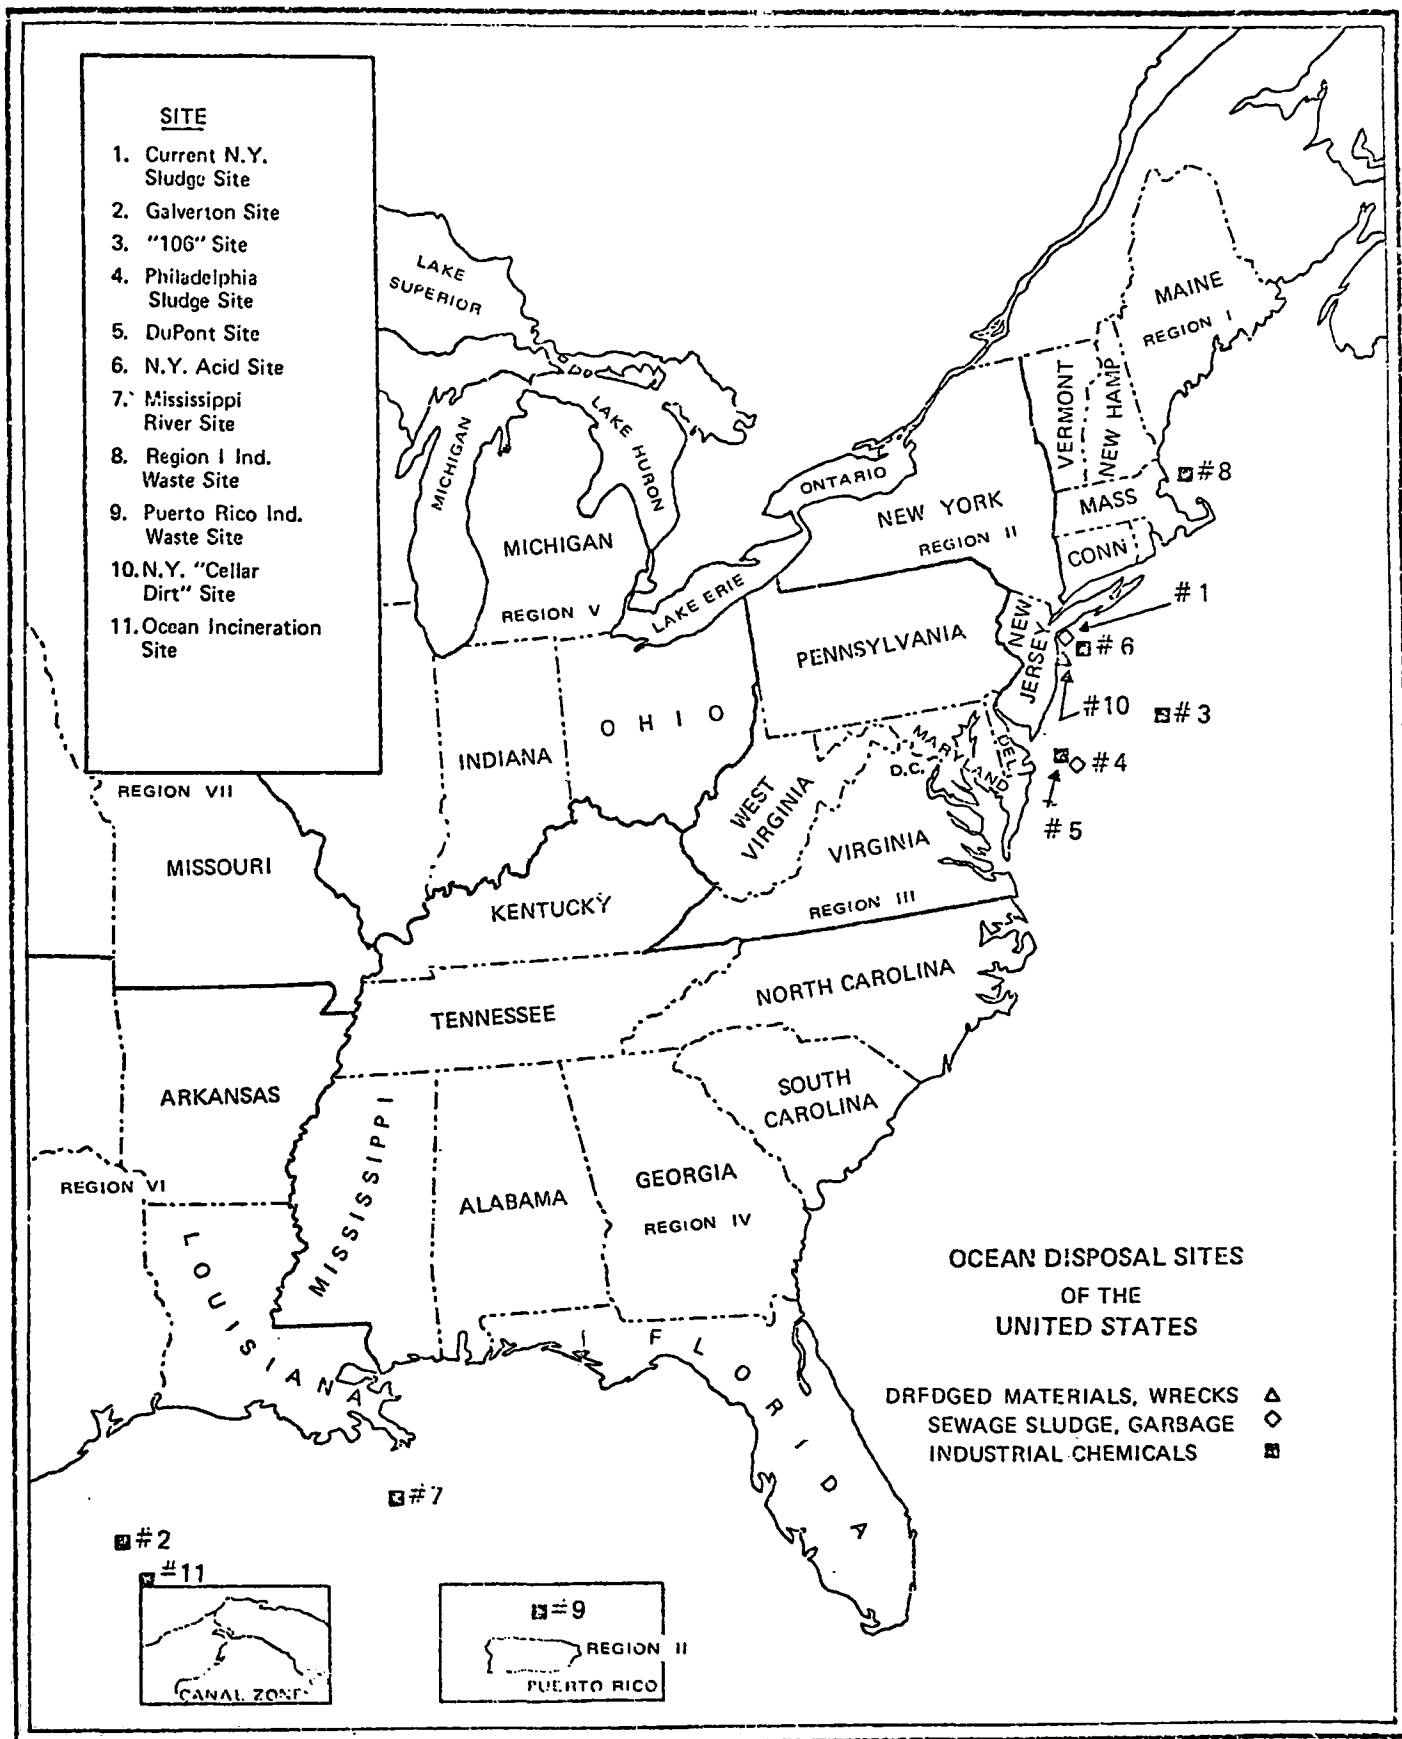 SITE
1. Current N.Y.
Sludge Site
2. Galverton Site
3. "106" Site
4. Philadelphia
Sludge Site
5. DuPont Site
6. N.Y. Acid Site
7. Mississippi
River Site
8. Region I Ind.
Waste Site
9. Puerto Rico Ind.
Waste Site
10. N.Y. "Cellar
Dirt" Site
11. Ocean Incineration
Site
LAKE
SUPERIOR
MICHIGAN
LAKE HURON
MICHIGAN
REGION V
LAKE ERIE
ONTARIO
NEW YORK
REGION II
VERMONT
NEW HAMP
MAINE
REGION I
MASS
CONN
#8
#1
#6
#10
#3
#4
#5
NEW
JERSEY
PENNSYLVANIA
MARYLAND
DEL
D.C.
OHIO
INDIANA
WEST
VIRGINIA
VIRGINIA
REGION III
REGION VII
MISSOURI
KENTUCKY
TENNESSEE
NORTH CAROLINA
SOUTH
CAROLINA
ARKANSAS
MISSISSIPPI
ALABAMA
GEORGIA
REGION IV
REGION VI
LOUISIANA
FLORIDA
OCEAN DISPOSAL SITES
OF THE
UNITED STATES
DREDGED MATERIALS, WRECKS
SEWAGE SLUDGE, GARBAGE
INDUSTRIAL CHEMICALS
#7
#2
#11
CANAL ZONE
#9
REGION II
PUERTO RICO